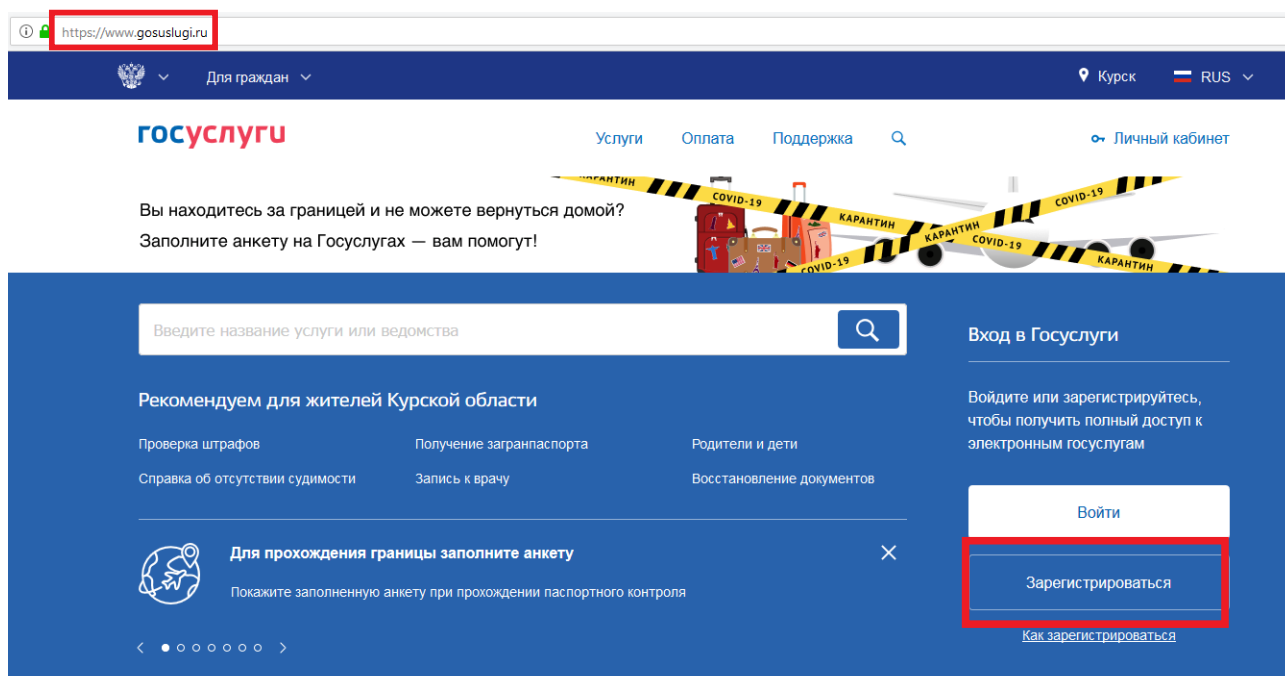 https://www.gosuslugi.ru
Для граждан
Курск
RUS
госуслуги
Услуги
Оплата
Поддержка
Личный кабинет
Вы находитесь за границей и не можете вернуться домой?
Заполните анкету на Госуслугах — вам помогут!
КАРАНТИН
COVID-19
КАРАНТИН
COVID-19
КАРАНТИН
КАРАНТИН
COVID-19
COVID-19
КАРАНТИН
Введите название услуги или ведомства
Рекомендуем для жителей Курской области
Проверка штрафов
Получение загранпаспорта
Родители и дети
Справка об отсутствии судимости
Запись к врачу
Восстановление документов
Для прохождения границы заполните анкету
Покажите заполненную анкету при прохождении паспортного контроля
Вход в Госуслуги
Войдите или зарегистрируйтесь,
чтобы получить полный доступ к
электронным госуслугам
Войти
Зарегистрироваться
Как зарегистрироваться